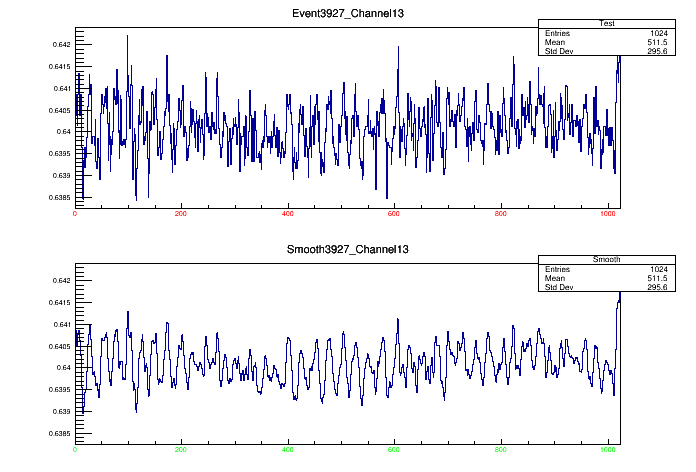 Event3927_Channel13
Test
Entries 1024
Mean 511.5
Std Dev 295.6
0.642
0.6415
0.641
0.6405
0.64
0.6395
0.639
0.6385
0 200 400 600 800 1000
Smooth3927_Channel13
Smooth
Entries 1024
Mean 511.5
Std Dev 295.6
0.642
0.6415
0.641
0.6405
0.64
0.6395
0.639
0.6385
0 200 400 600 800 1000